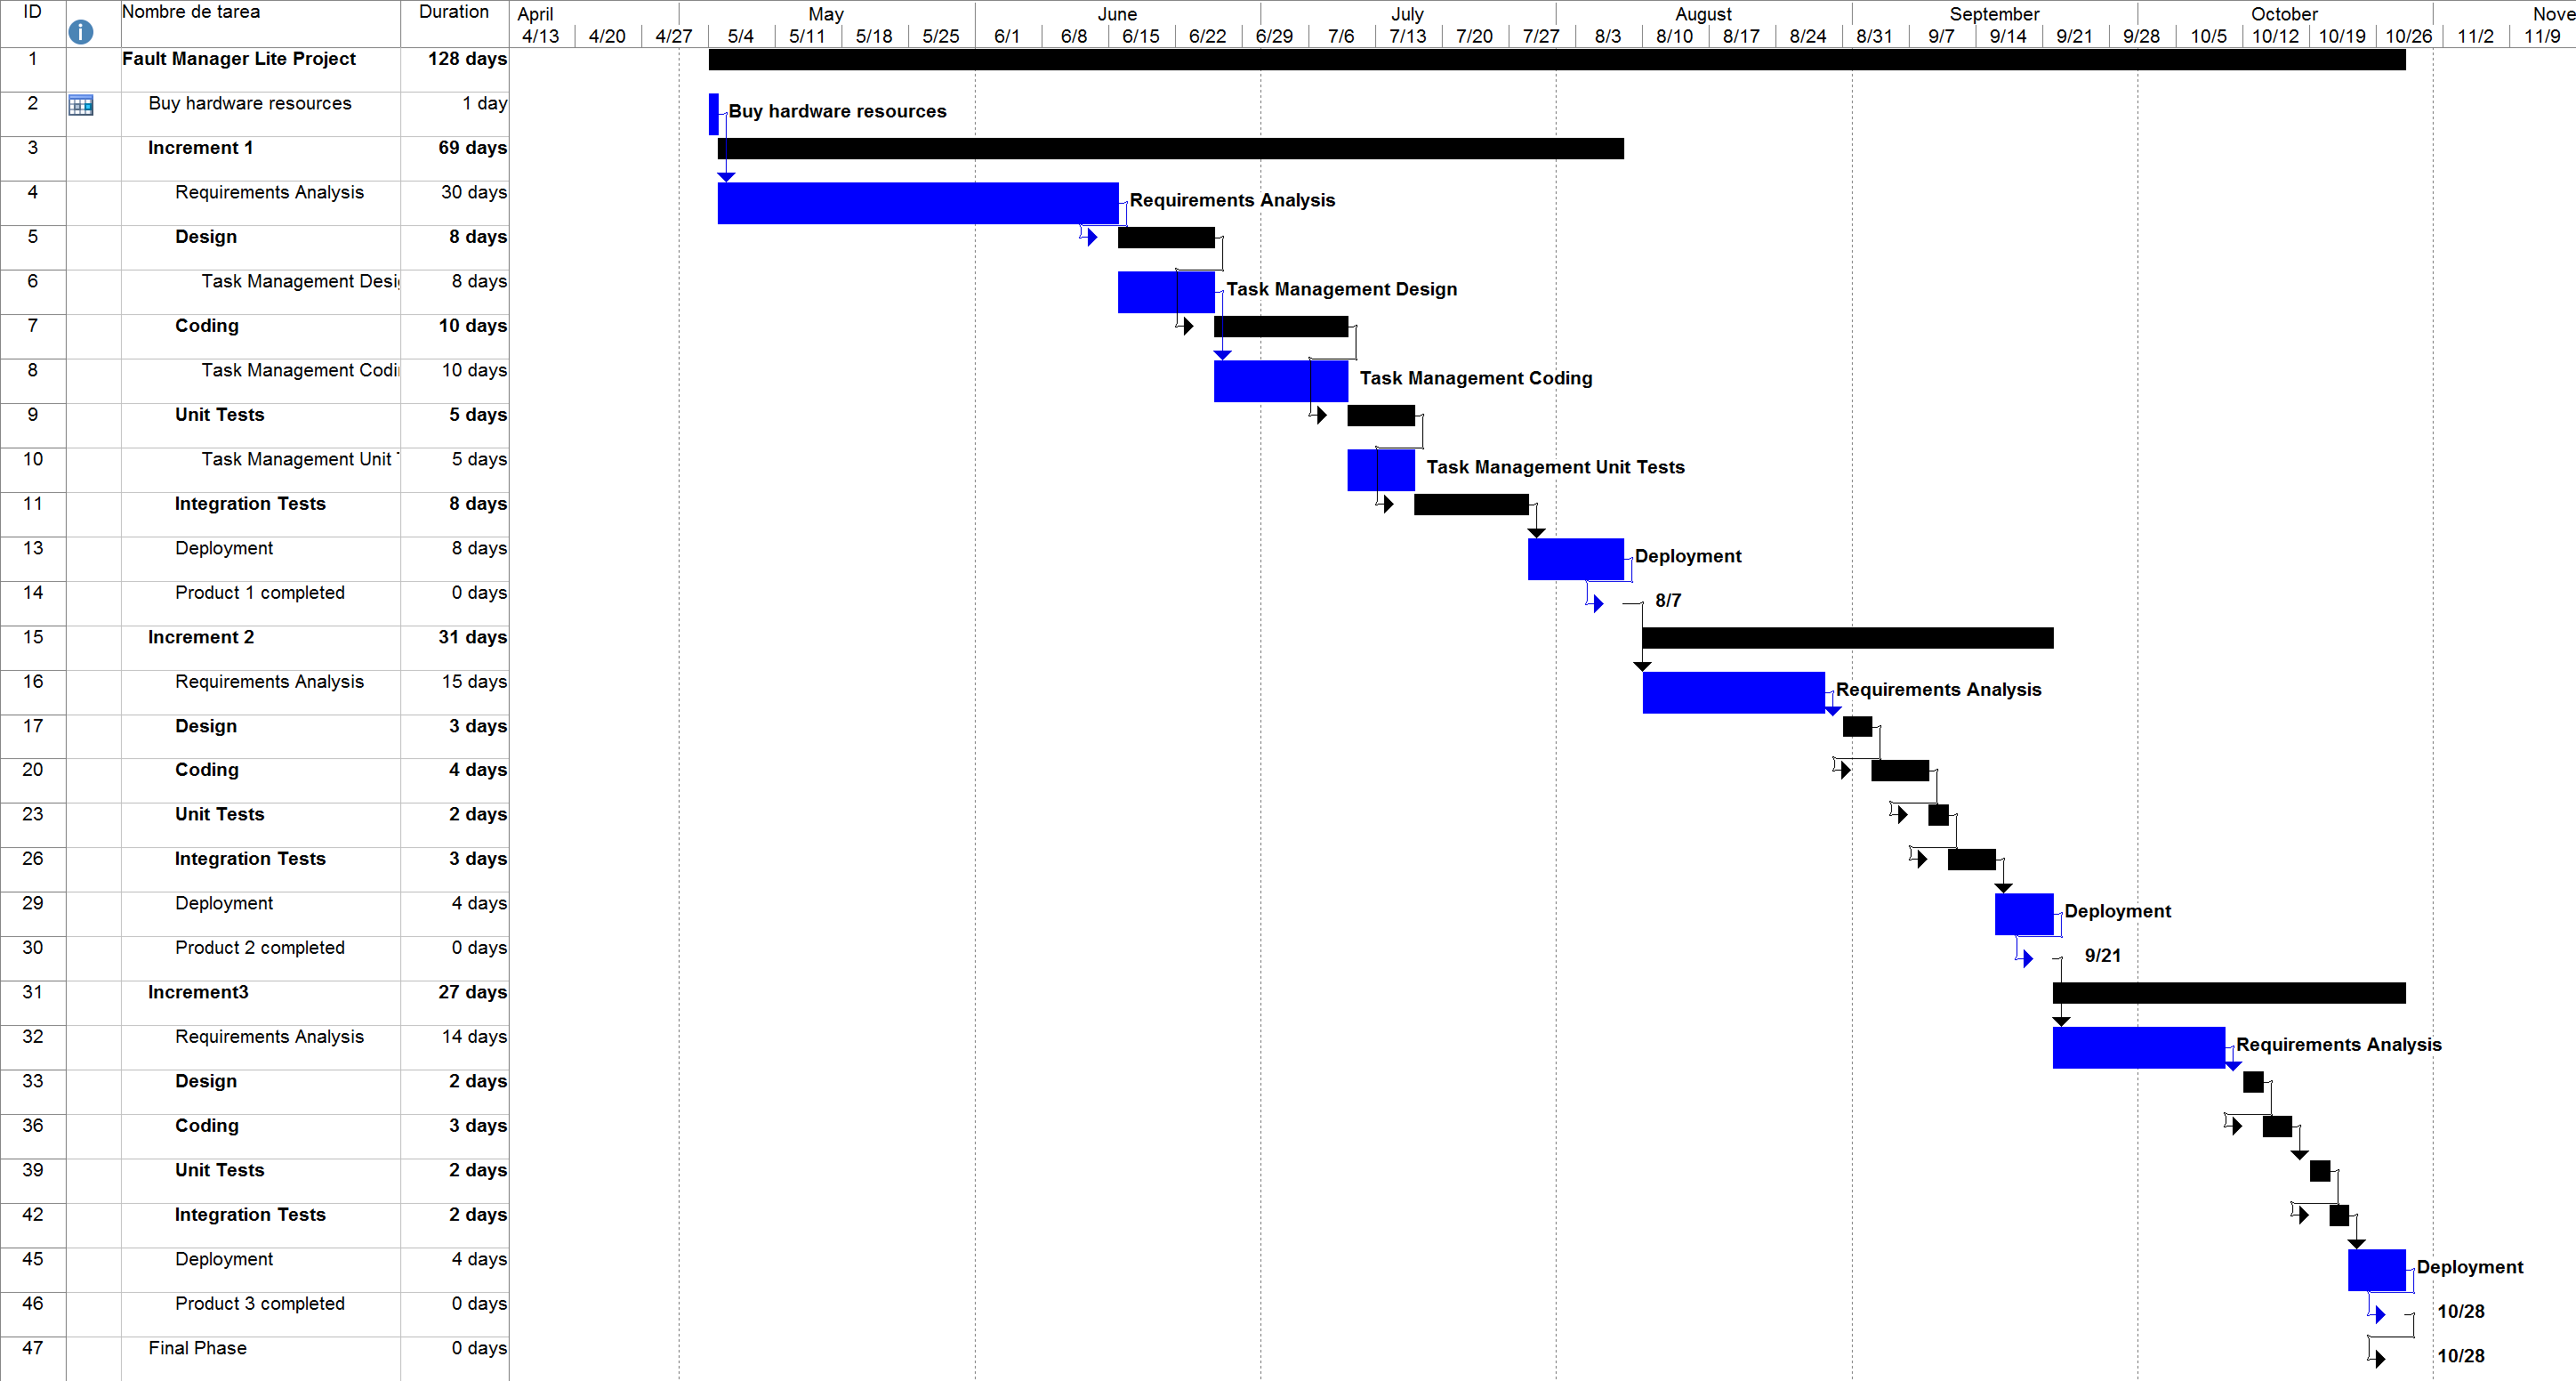 ID Nombre de tarea Duration April May June July August September October Nove
4/13 4/20 4/27 5/4 5/11 5/18 5/25 6/1 6/8 6/15 6/22 6/29 7/6 7/13 7/20 7/27 8/3 8/10 8/17 8/24 8/31 9/7 9/14 9/21 9/28 10/5 10/12 10/19 10/26 11/2 11/9
1 Fault Manager Lite Project 128 days
2 Buy hardware resources 1 day Buy hardware resources
3 Increment 1 69 days
4 Requirements Analysis 30 days Requirements Analysis
5 Design 8 days
6 Task Management Desi 8 days Task Management Design
7 Coding 10 days
8 Task Management Codi 10 days Task Management Coding
9 Unit Tests 5 days
10 Task Management Unit 5 days Task Management Unit Tests
11 Integration Tests 8 days
13 Deployment 8 days Deployment
14 Product 1 completed 0 days 8/7
15 Increment 2 31 days
16 Requirements Analysis 15 days Requirements Analysis
17 Design 3 days
20 Coding 4 days
23 Unit Tests 2 days
26 Integration Tests 3 days
29 Deployment 4 days Deployment
30 Product 2 completed 0 days 9/21
31 Increment3 27 days
32 Requirements Analysis 14 days Requirements Analysis
33 Design 2 days
36 Coding 3 days
39 Unit Tests 2 days
42 Integration Tests 2 days
45 Deployment 4 days Deployment
46 Product 3 completed 0 days 10/28
47 Final Phase 0 days 10/28